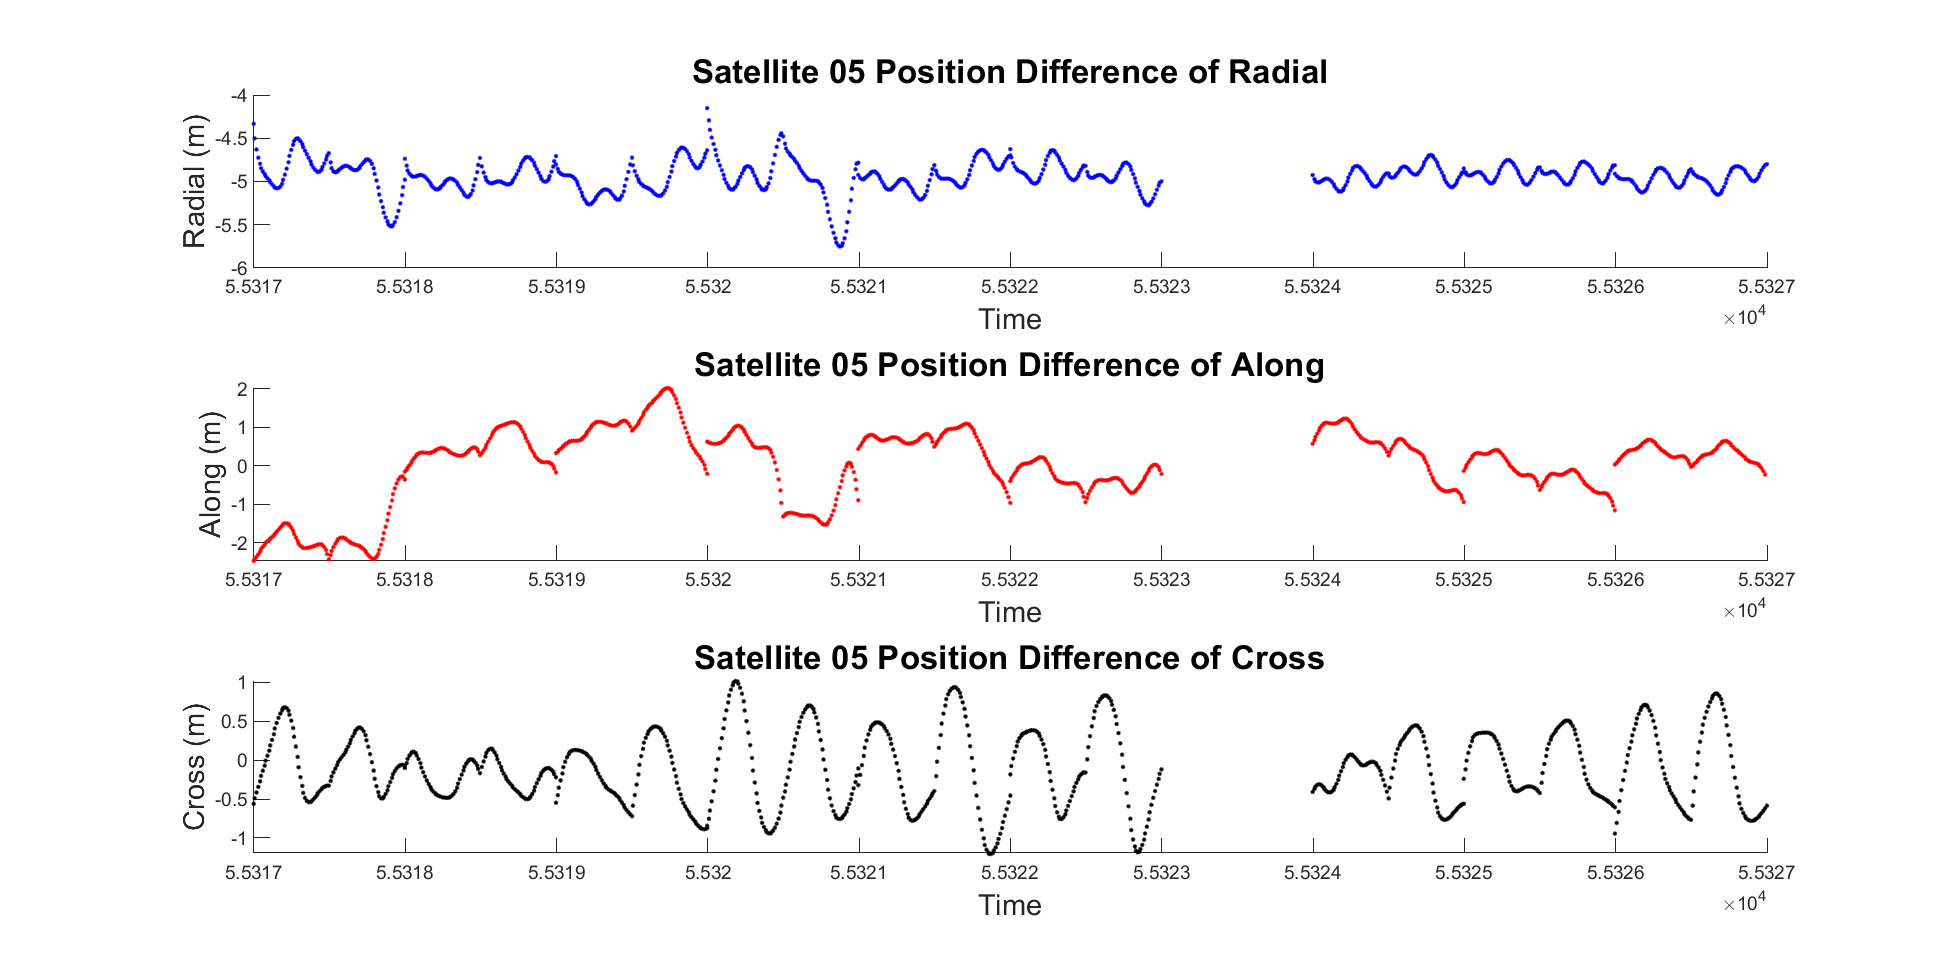 Satellite 05 Position Difference of Radial
Radial (m)
-4
-4.5
-5
-5.5
-6
5.5317 5.5318 5.5319 5.532 5.5321 5.5322 5.5323 5.5324 5.5325 5.5326 5.5327
Time
×10^4
Satellite 05 Position Difference of Along
Along (m)
2
1
0
-1
-2
5.5317 5.5318 5.5319 5.532 5.5321 5.5322 5.5323 5.5324 5.5325 5.5326 5.5327
Time
×10^4
Satellite 05 Position Difference of Cross
Cross (m)
1
0.5
0
-0.5
-1
5.5317 5.5318 5.5319 5.532 5.5321 5.5322 5.5323 5.5324 5.5325 5.5326 5.5327
Time
×10^4